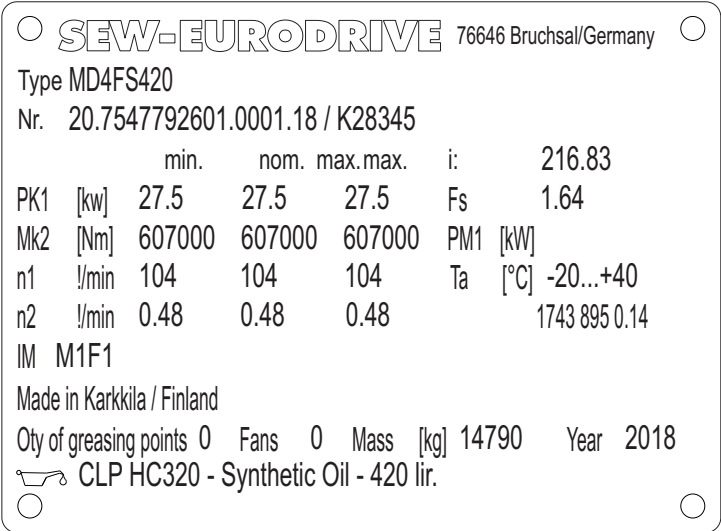 SEW-EURODRIVE 76646 Bruchsal/Germany
Type MD4FS420
Nr. 20.7547792601.0001.18 / K28345
min. nom. max.max. i: 216.83
PK1 [kw] 27.5 27.5 27.5 Fs 1.64
Mk2 [Nm] 607000 607000 607000 PM1 [kW]
n1 !/min 104 104 104 Ta [°C] -20...+40
n2 !/min 0.48 0.48 0.48 1743 895 0.14
IM M1F1
Made in Karkkila / Finland
Oty of greasing points 0 Fans 0 Mass [kg] 14790 Year 2018
CLP HC320 - Synthetic Oil - 420 lir.